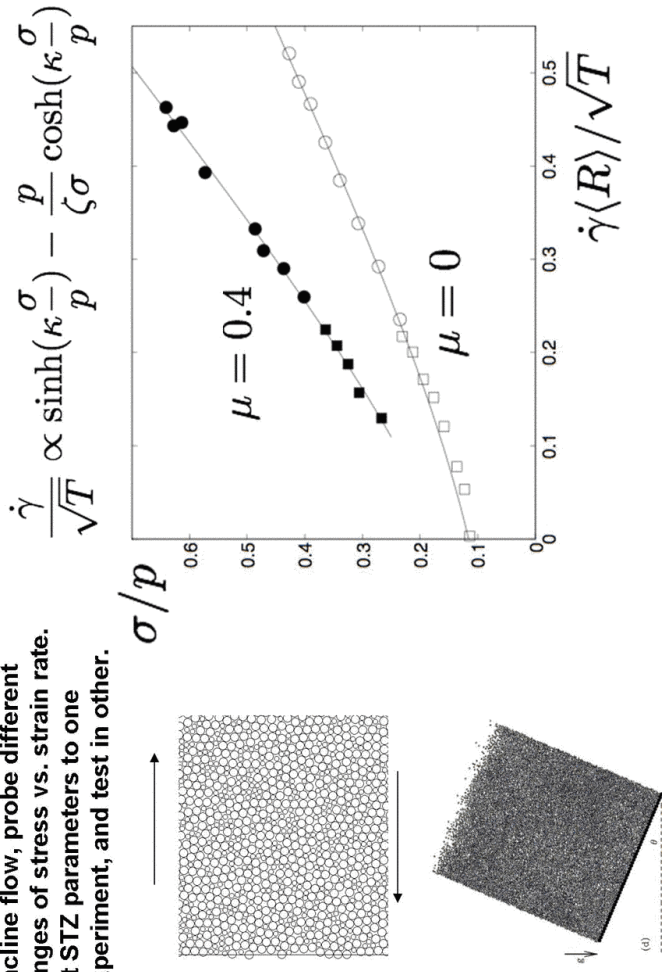 ncline flow, probe different
nges of stress vs. strain rate.
t STZ parameters to one
periment, and test in other.
γ̇/√T ∝ sinh(κ σ/p) − p/ζσ cosh(κ σ/p)
σ/p
0.6
0.5
0.4
0.3
0.2
0.1
0
μ = 0.4
μ = 0
0 0.1 0.2 0.3 0.4 0.5
γ̇⟨R⟩/√T
g
(d)
θ